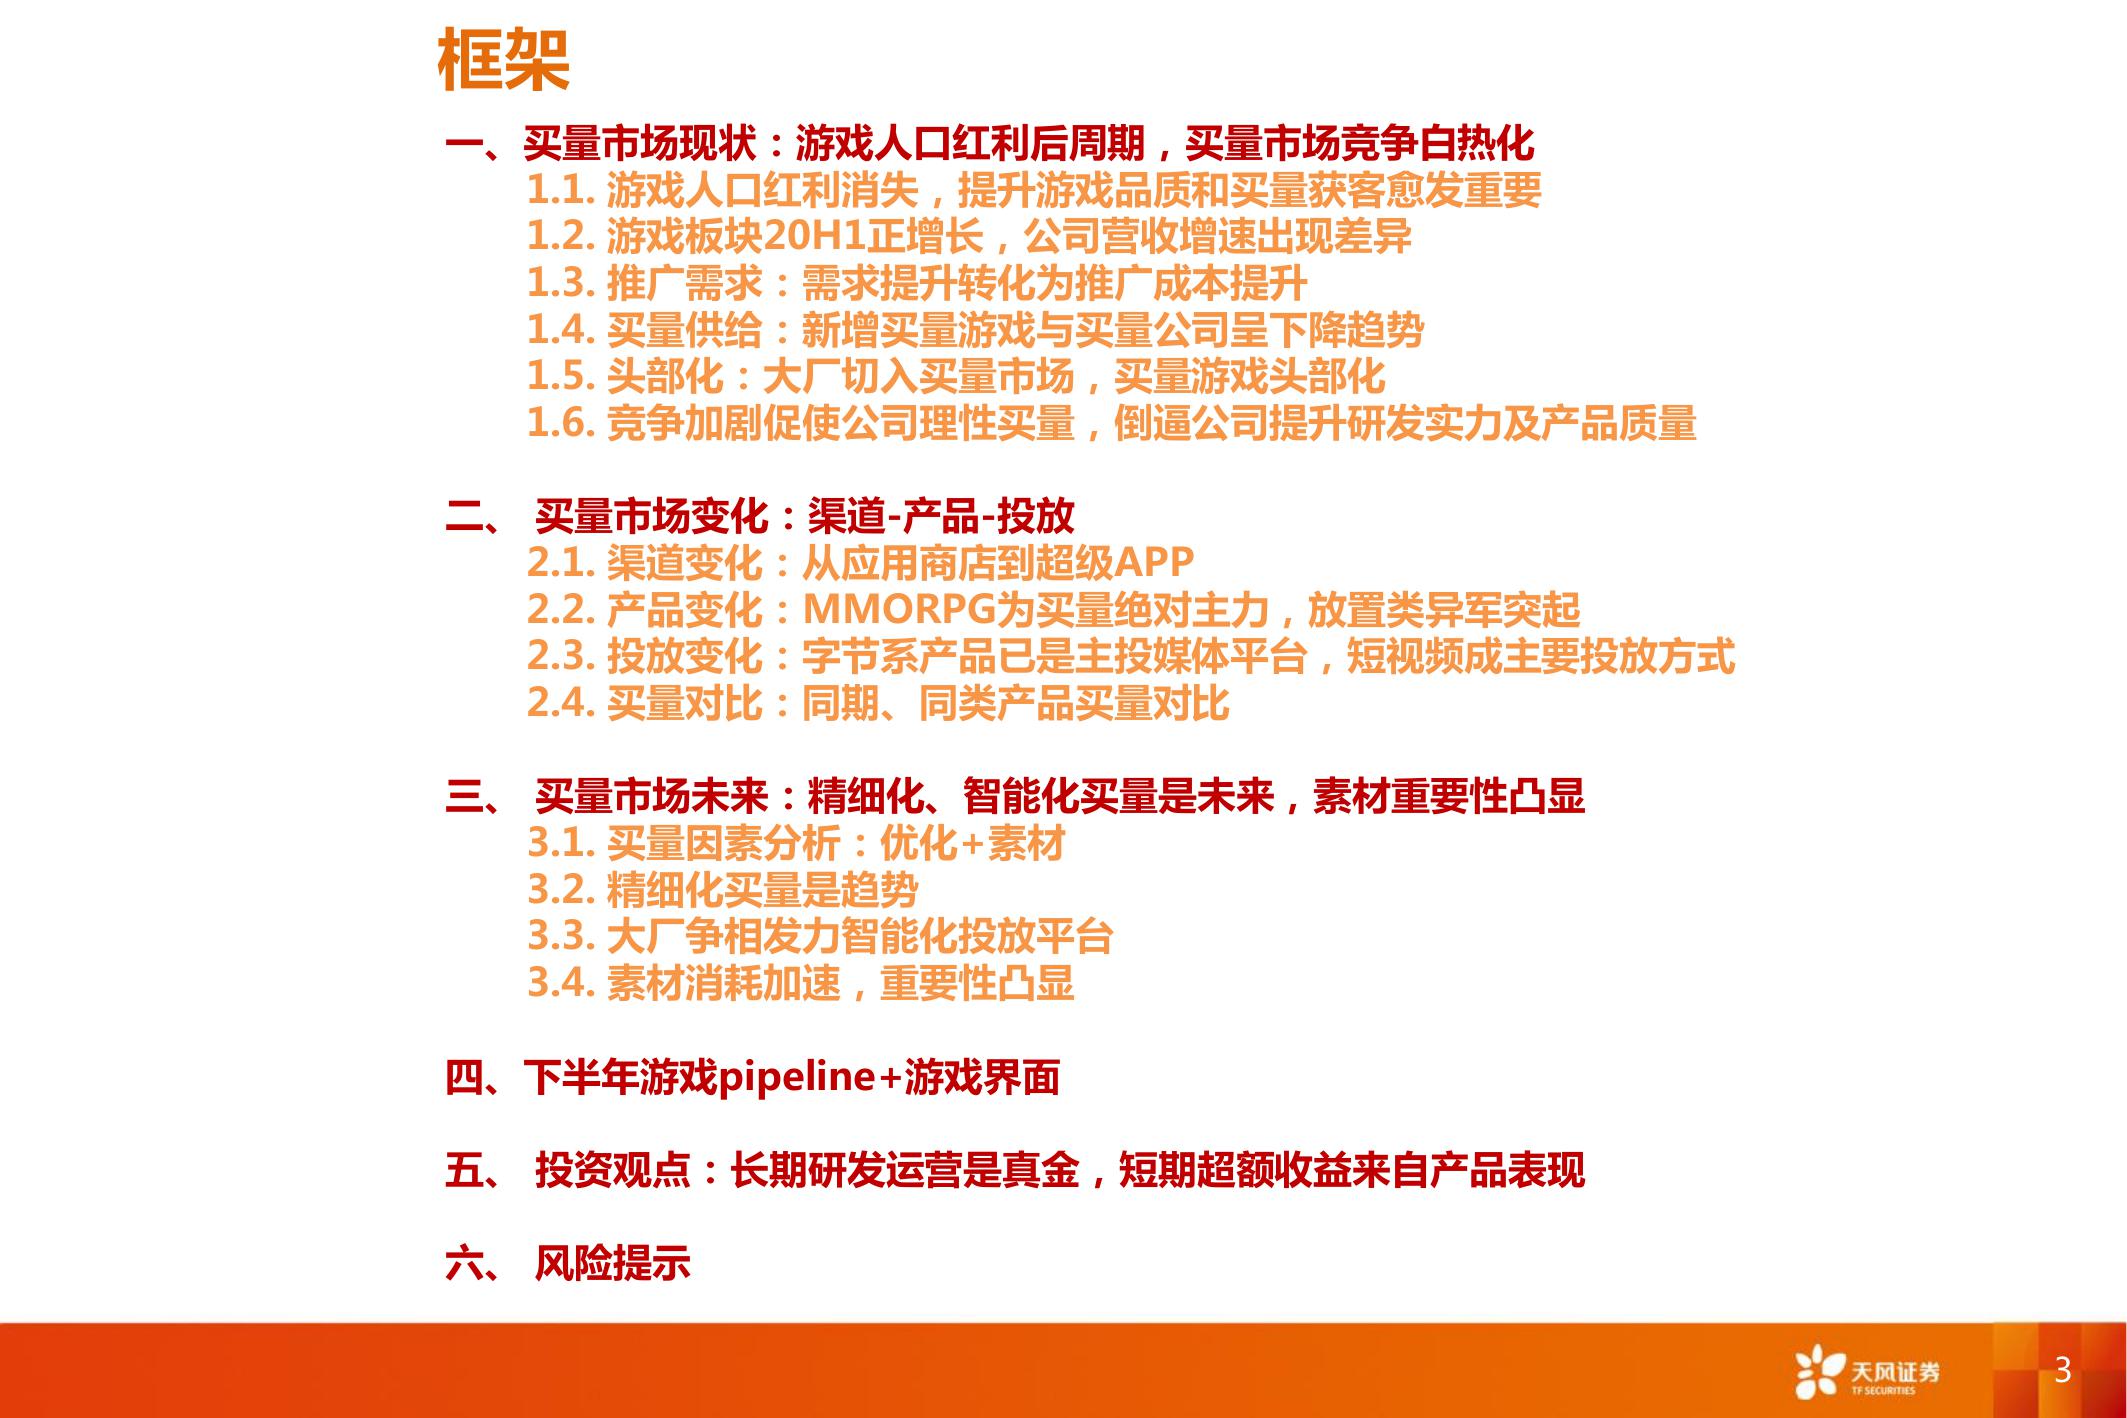 框架
一、买量市场现状：游戏人口红利后周期，买量市场竞争白热化
1.1. 游戏人口红利消失，提升游戏品质和买量获客愈发重要
1.2. 游戏板块20H1正增长，公司营收增速出现差异
1.3. 推广需求：需求提升转化为推广成本提升
1.4. 买量供给：新增买量游戏与买量公司呈下降趋势
1.5. 头部化：大厂切入买量市场，买量游戏头部化
1.6. 竞争加剧促使公司理性买量，倒逼公司提升研发实力及产品质量
二、 买量市场变化：渠道-产品-投放
2.1. 渠道变化：从应用商店到超级APP
2.2. 产品变化：MMORPG为买量绝对主力，放置类异军突起
2.3. 投放变化：字节系产品已是主投媒体平台，短视频成主要投放方式
2.4. 买量对比：同期、同类产品买量对比
三、 买量市场未来：精细化、智能化买量是未来，素材重要性凸显
3.1. 买量因素分析：优化+素材
3.2. 精细化买量是趋势
3.3. 大厂争相发力智能化投放平台
3.4. 素材消耗加速，重要性凸显
四、下半年游戏pipeline+游戏界面
五、 投资观点：长期研发运营是真金，短期超额收益来自产品表现
六、 风险提示
天风证券
TF SECURITIES
3